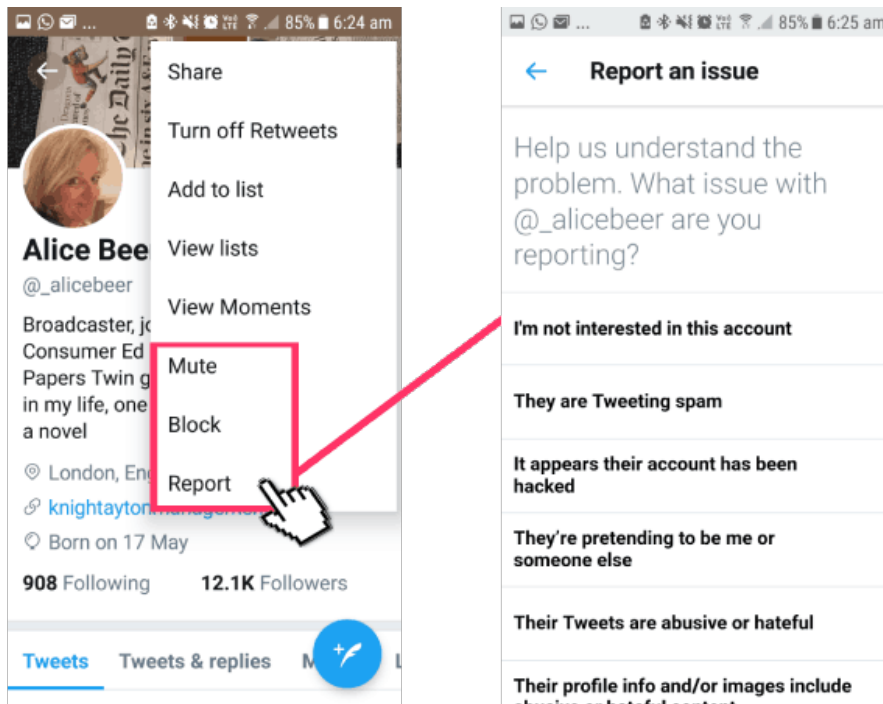 ... 85% 6:24 am
Share
Turn off Retweets
Add to list
View lists
View Moments
Mute
Block
Report
Alice Bee
@_alicebeer
Broadcaster, jo
Consumer Ed
Papers Twin g
in my life, one
a novel
London, En
knightayton
Born on 17 May
908 Following 12.1K Followers
Tweets Tweets & replies M L
... 85% 6:25 am
Report an issue
Help us understand the
problem. What issue with
@_alicebeer are you
reporting?
I'm not interested in this account
They are Tweeting spam
It appears their account has been
hacked
They're pretending to be me or
someone else
Their Tweets are abusive or hateful
Their profile info and/or images include